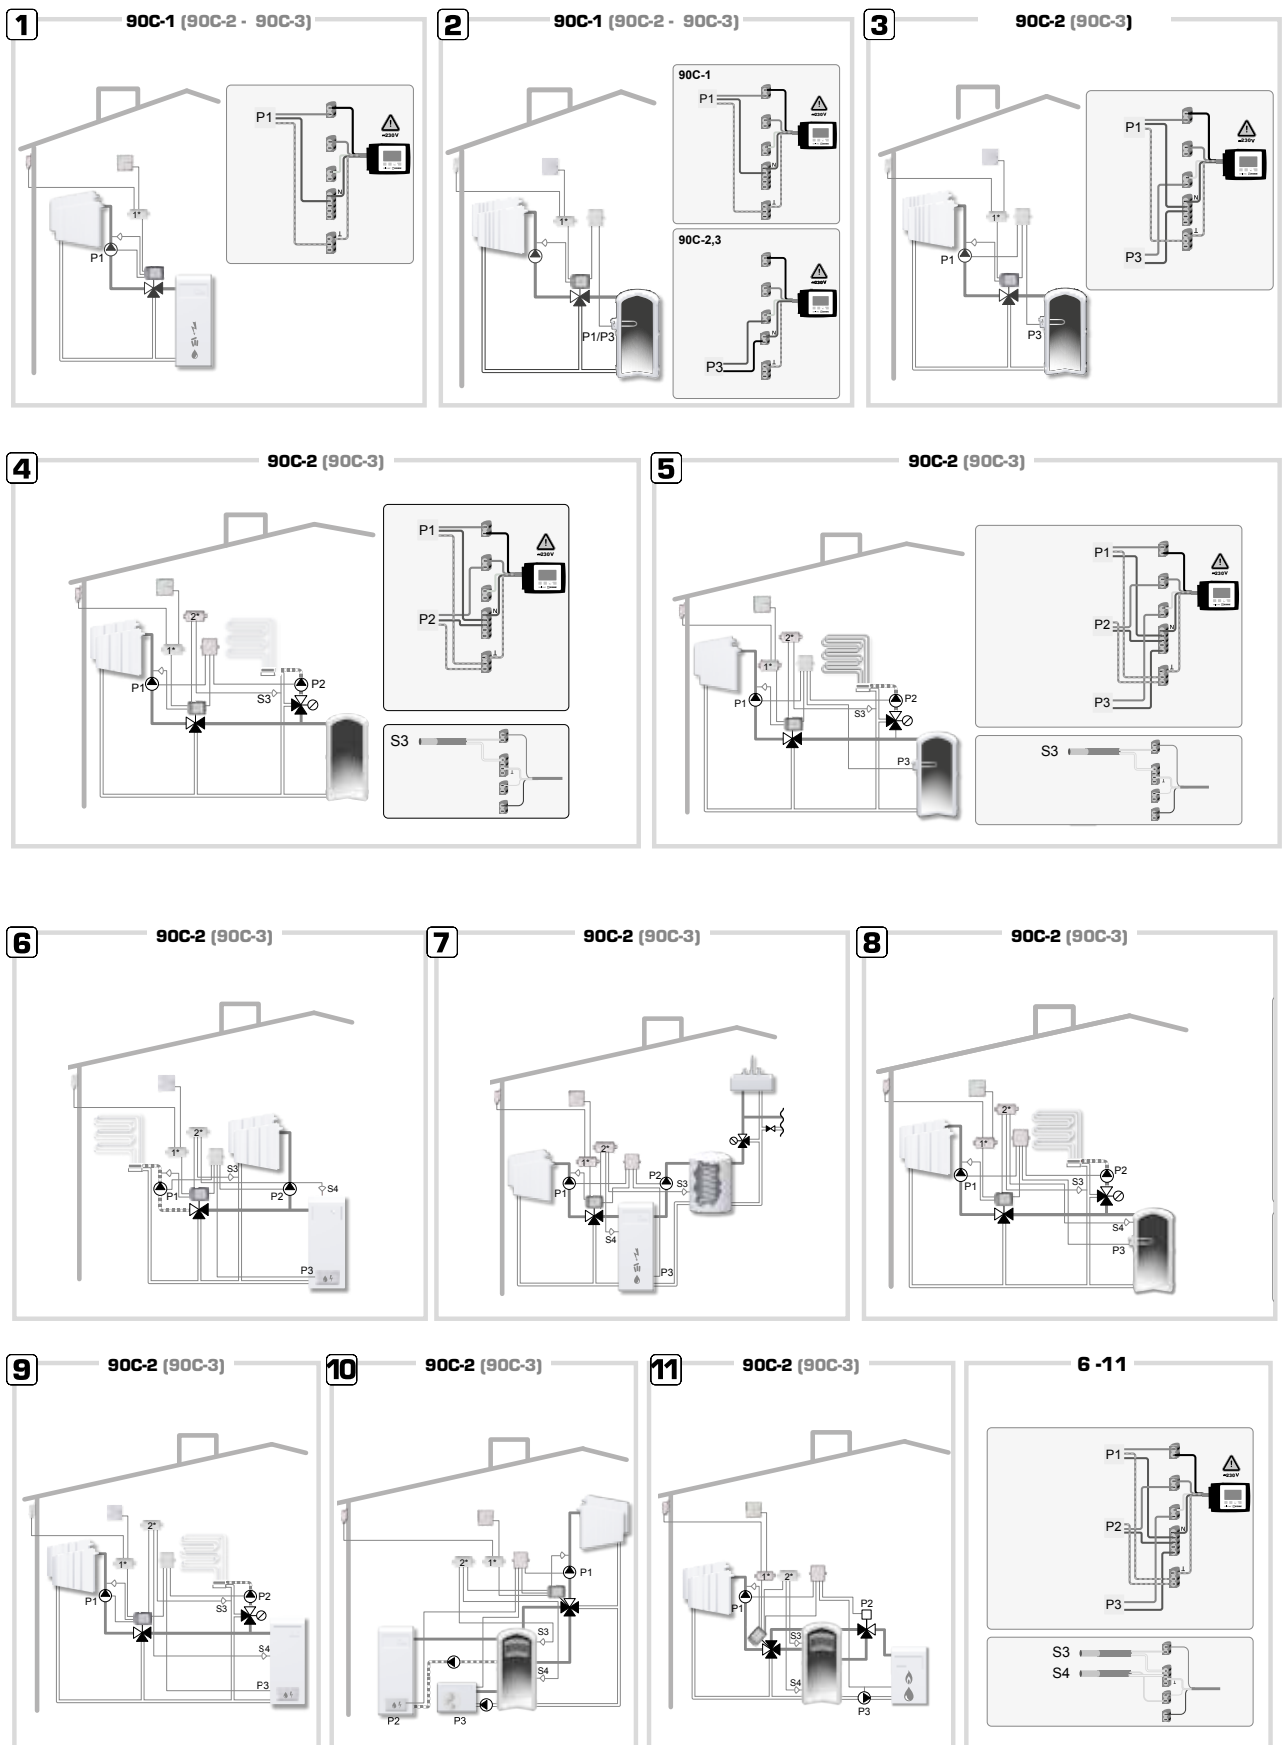 1 90C-1 (90C-2 - 90C-3)
P1
~230V
N
1*
P1
2 90C-1 (90C-2 - 90C-3)
90C-1
P1
~230V
N
1*
90C-2,3
~230V
N
P1/P3
P3
3 90C-2 (90C-3)
P1
~230V
N
1*
P1
P3
P3
4 90C-2 (90C-3)
P1
~230V
N
P2
2*
1*
P1
P2
S3
S3
5 90C-2 (90C-3)
P1
~230V
P2
N
2*
1*
P1
P2
S3
P3
P3
S3
6 90C-2 (90C-3)
2*
1*
S3
S4
P1
P2
P3
7 90C-2 (90C-3)
2*
1*
P2
S3
P1
S4
P3
8 90C-2 (90C-3)
2*
1*
P2
P1
S3
S4
P3
9 90C-2 (90C-3)
2*
1*
P1
P2
S3
S4
P3
10 90C-2 (90C-3)
2* 1*
P1
S3
S4
P2 P3
11 90C-2 (90C-3)
1* 2*
P1
P2
S3
S4
P3
6 -11
P1
~230V
P2
N
P3
S3
S4